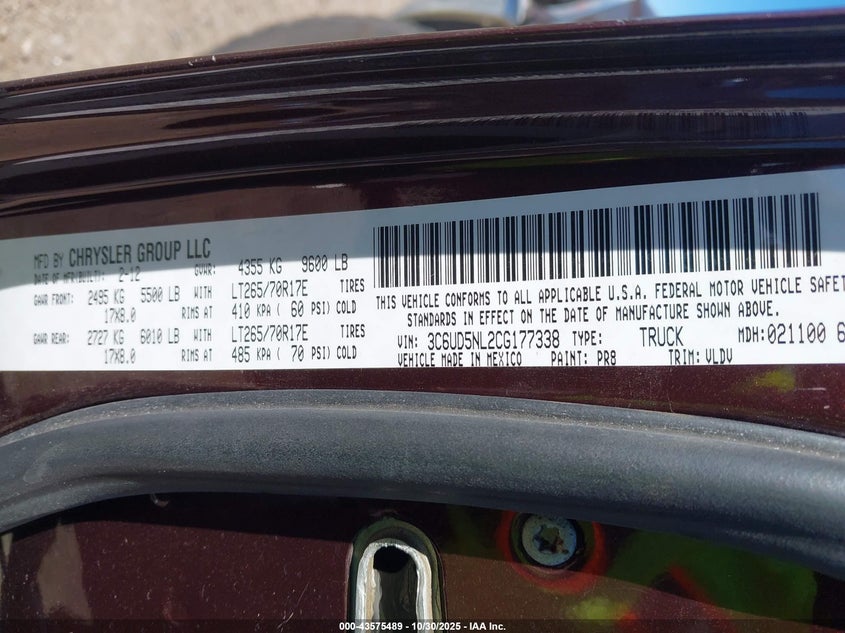 MFD BY CHRYSLER GROUP LLC
DATE OF MFR/BUILT: 2-12 GVWR: 4355 KG 9600 LB
GAWR FRONT: 2495 KG 5500 LB WITH LT265/70R17E TIRES
17X8.0 RIMS AT 410 KPA ( 60 PSI) COLD
GAWR REAR: 2727 KG 6010 LB WITH LT265/70R17E TIRES
17X8.0 RIMS AT 485 KPA ( 70 PSI) COLD
THIS VEHICLE CONFORMS TO ALL APPLICABLE U.S.A. FEDERAL MOTOR VEHICLE SAFET
STANDARDS IN EFFECT ON THE DATE OF MANUFACTURE SHOWN ABOVE.
VIN: 3C6UD5NL2CG177338 TYPE: TRUCK MDH:021100 6
VEHICLE MADE IN MEXICO PAINT: PR8 TRIM: VLDV
000-43575489 - 10/30/2025 - IAA Inc.